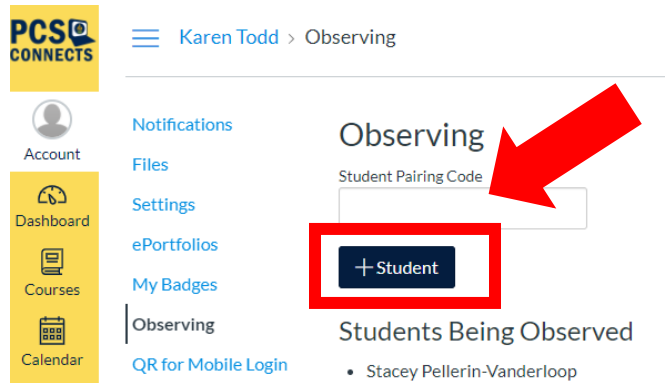 PCS
CONNECTS
Karen Todd > Observing
Account
Dashboard
Courses
Calendar
Notifications
Files
Settings
ePortfolios
My Badges
Observing
QR for Mobile Login
Observing
Student Pairing Code
+ Student
Students Being Observed
• Stacey Pellerin-Vanderloop